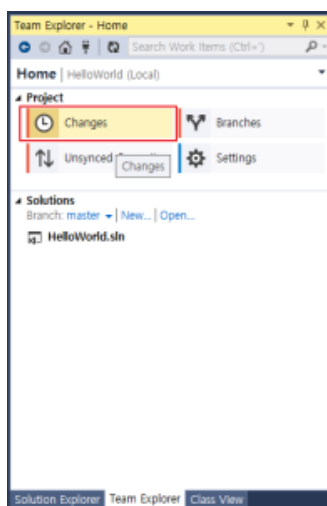 Team Explorer - Home
Search Work Items (Ctrl+')
Home | HelloWorld (Local)
Project
Changes
Branches
Unsynced
Changes
Settings
Solutions
Branch: master | New... | Open...
HelloWorld.sln
Solution Explorer Team Explorer Class View